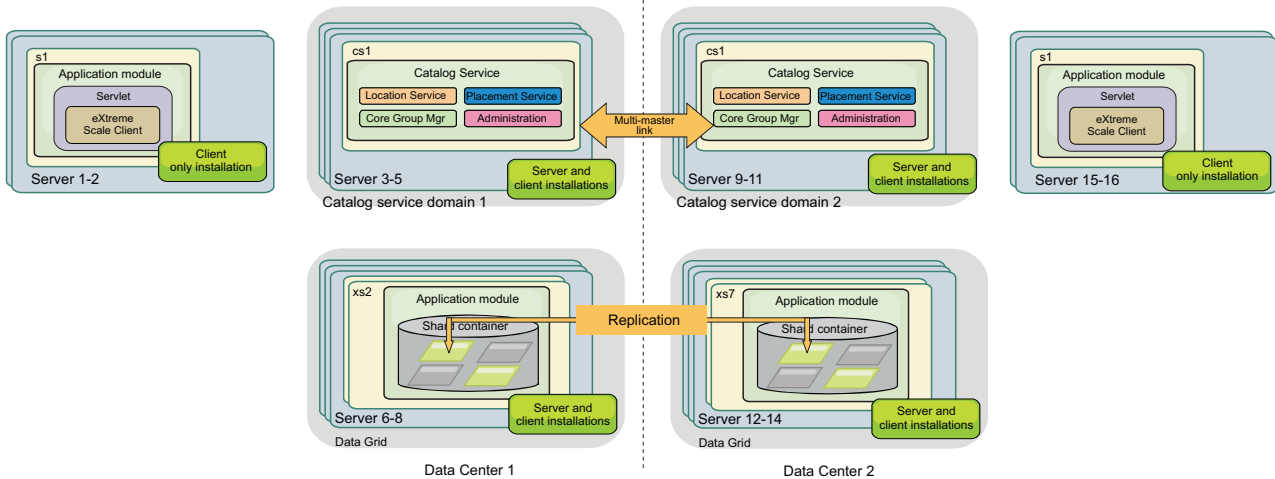 s1
Application module
Servlet
eXtreme
Scale Client
Client
only installation
Server 1-2
cs1
Catalog Service
Location Service
Placement Service
Core Group Mgr
Administration
Server and
client installations
Server 3-5
Catalog service domain 1
Multi-master
link
cs1
Catalog Service
Location Service
Placement Service
Core Group Mgr
Administration
Server and
client installations
Server 9-11
Catalog service domain 2
s1
Application module
Servlet
eXtreme
Scale Client
Client
only installation
Server 15-16
xs2
Application module
Shard container
Server and
client installations
Server 6-8
Data Grid
Replication
xs7
Application module
Shard container
Server and
client installations
Server 12-14
Data Grid
Data Center 1
Data Center 2